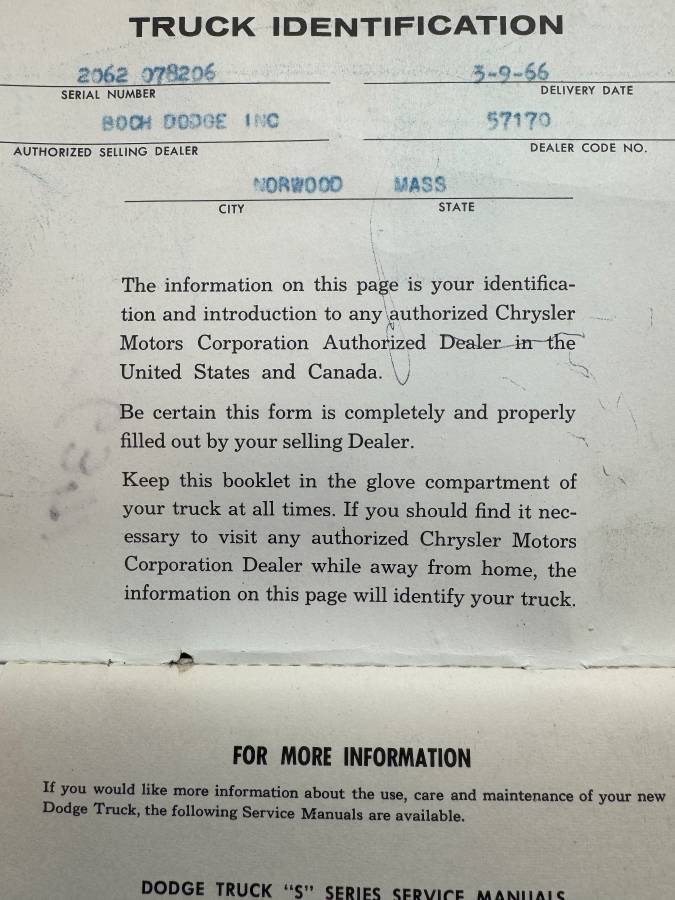 TRUCK IDENTIFICATION
2062 078206 3-9-66
SERIAL NUMBER DELIVERY DATE
BOCH DODGE INC 57170
AUTHORIZED SELLING DEALER DEALER CODE NO.
NORWOOD MASS
CITY STATE
The information on this page is your identifica-
tion and introduction to any authorized Chrysler
Motors Corporation Authorized Dealer in the
United States and Canada.
Be certain this form is completely and properly
filled out by your selling Dealer.
Keep this booklet in the glove compartment of
your truck at all times. If you should find it nec-
essary to visit any authorized Chrysler Motors
Corporation Dealer while away from home, the
information on this page will identify your truck.
FOR MORE INFORMATION
If you would like more information about the use, care and maintenance of your new
Dodge Truck, the following Service Manuals are available.
DODGE TRUCK "S" SERIES SERVICE MANUALS